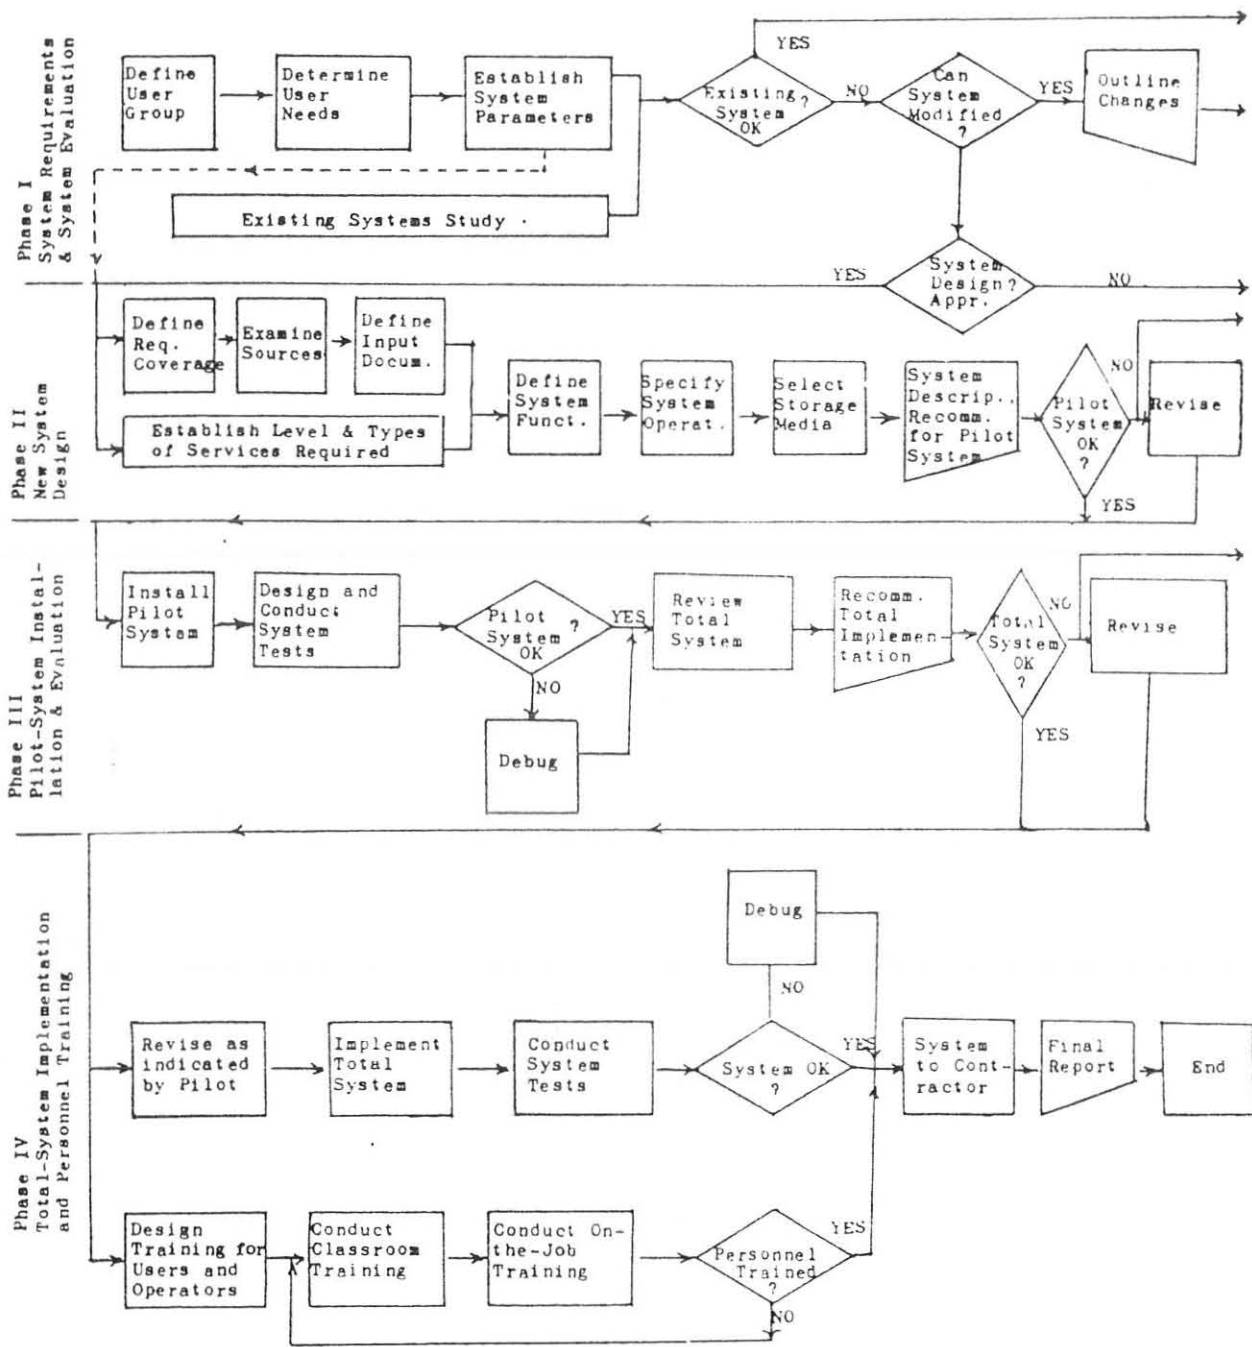 Phase I
System Requirements
& System Evaluation
Define
User
Group
Determine
User
Needs
Establish
System
Parameters
Existing Systems Study
Existing ?
System
OK
YES
NO
Can
System
Modified
?
YES
Outline
Changes
System
Design ?
Appr.
YES
NO
Phase II
New System
Design
Define
Req.
Coverage
Examine
Sources
Define
Input
Docum.
Establish Level & Types
of Services Required
Define
System
Funct.
Specify
System
Operat.
Select
Storage
Media
System
Descrip..
Recomm.
for Pilot
System
Pilot
System
OK
?
NO
YES
Revise
Phase III
Pilot-System Instal-
lation & Evaluation
Install
Pilot
System
Design and
Conduct
System
Tests
Pilot ?
System
OK
YES
NO
Debug
Review
Total
System
Recomm.
Total
Implemen-
tation
Total
System
OK
?
NO
YES
Revise
Phase IV
Total-System Implementation
and Personnel Training
Debug
NO
Revise as
indicated
by Pilot
Implement
Total
System
Conduct
System
Tests
System OK
?
YES
System
to Cont-
ractor
Final
Report
End
Design
Training for
Users and
Operators
Conduct
Classroom
Training
Conduct On-
the-Job
Training
Personnel
Trained
?
YES
NO